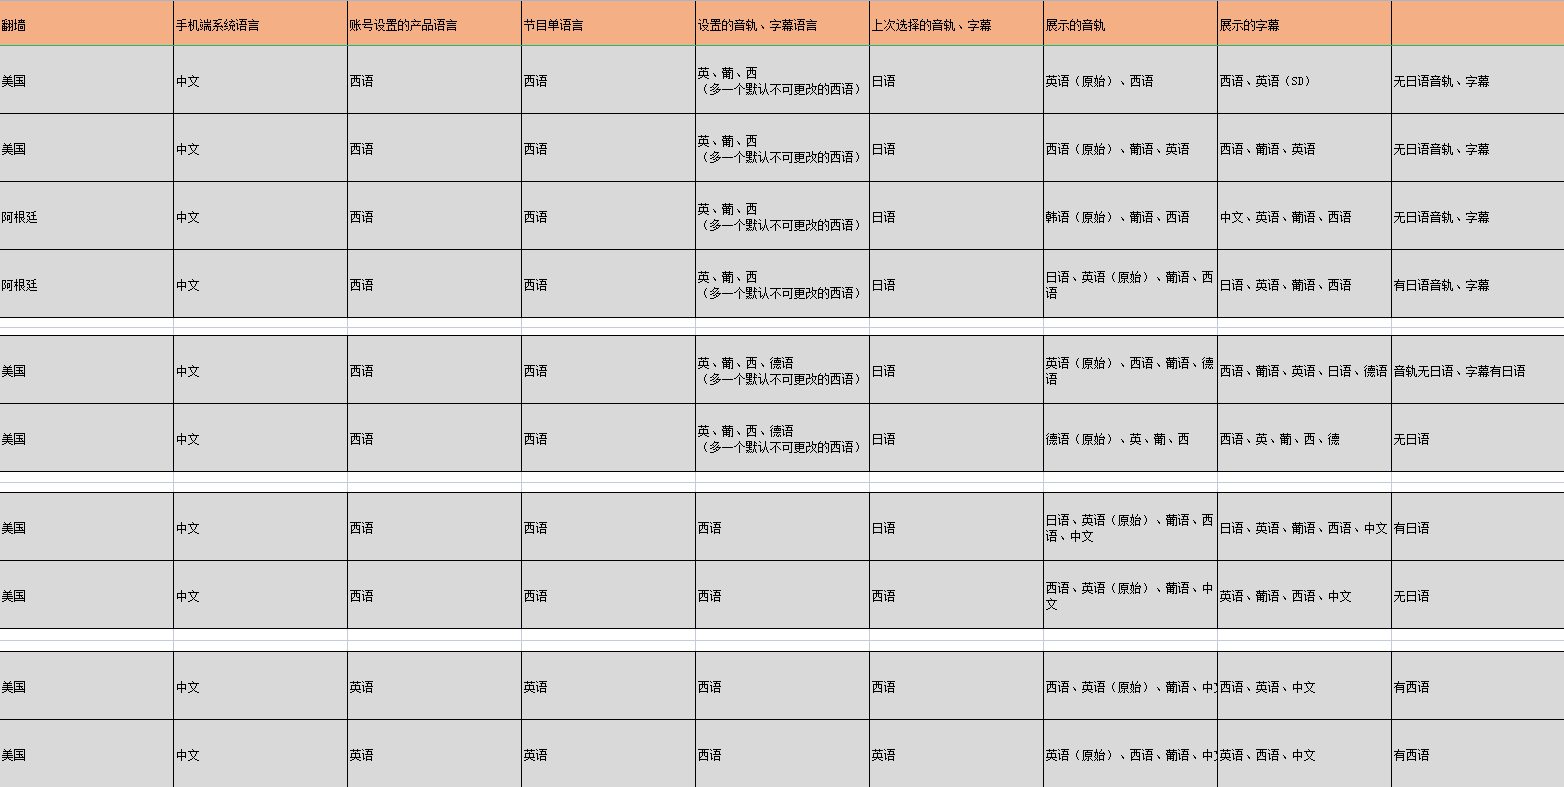 翻墙
手机端系统语言
账号设置的产品语言
节目单语言
设置的音轨、字幕语言
上次选择的音轨、字幕
展示的音轨
展示的字幕
美国
中文
西语
西语
英、葡、西
（多一个默认不可更改的西语）
日语
英语（原始）、西语
西语、英语（SD）
无日语音轨、字幕
美国
中文
西语
西语
英、葡、西
（多一个默认不可更改的西语）
日语
西语（原始）、葡语、英语
西语、葡语、英语
无日语音轨、字幕
阿根廷
中文
西语
西语
英、葡、西
（多一个默认不可更改的西语）
日语
韩语（原始）、葡语、西语
中文、英语、葡语、西语
无日语音轨、字幕
阿根廷
中文
西语
西语
英、葡、西
（多一个默认不可更改的西语）
日语
日语、英语（原始）、葡语、西
语
日语、英语、葡语、西语
有日语音轨、字幕
美国
中文
西语
西语
英、葡、西、德语
（多一个默认不可更改的西语）
日语
英语（原始）、西语、葡语、德
语
西语、葡语、英语、日语、德语
音轨无日语、字幕有日语
美国
中文
西语
西语
英、葡、西、德语
（多一个默认不可更改的西语）
日语
德语（原始）、英、葡、西
西语、英、葡、西、德
无日语
美国
中文
西语
西语
西语
日语
日语、英语（原始）、葡语、西
语、中文
日语、英语、葡语、西语、中文
有日语
美国
中文
西语
西语
西语
西语
西语、英语（原始）、葡语、中
文
英语、葡语、西语、中文
无日语
美国
中文
英语
英语
西语
西语
西语、英语（原始）、葡语、中
西语、英语、中文
有西语
美国
中文
英语
英语
西语
英语
英语（原始）、西语、葡语、中
英语、西语、中文
有西语